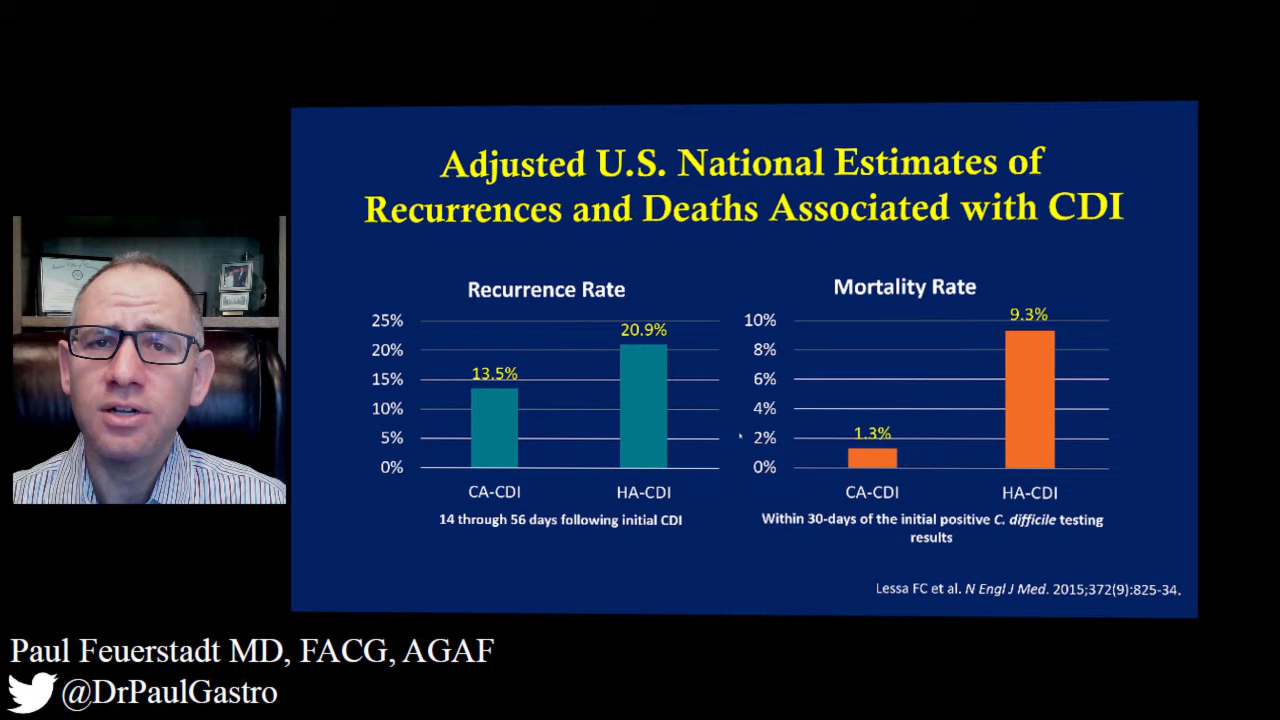 Adjusted U.S. National Estimates of
Recurrences and Deaths Associated with CDI
Recurrence Rate
25%
20%
15%
10%
5%
0%
13.5%
20.9%
CA-CDI
HA-CDI
14 through 56 days following initial CDI
Mortality Rate
10%
8%
6%
4%
2%
0%
1.3%
9.3%
CA-CDI
HA-CDI
Within 30-days of the initial positive C. difficile testing
results
Lessa FC et al. N Engl J Med. 2015;372(9):825-34.
Paul Feuerstadt MD, FACG, AGAF
@DrPaulGastro